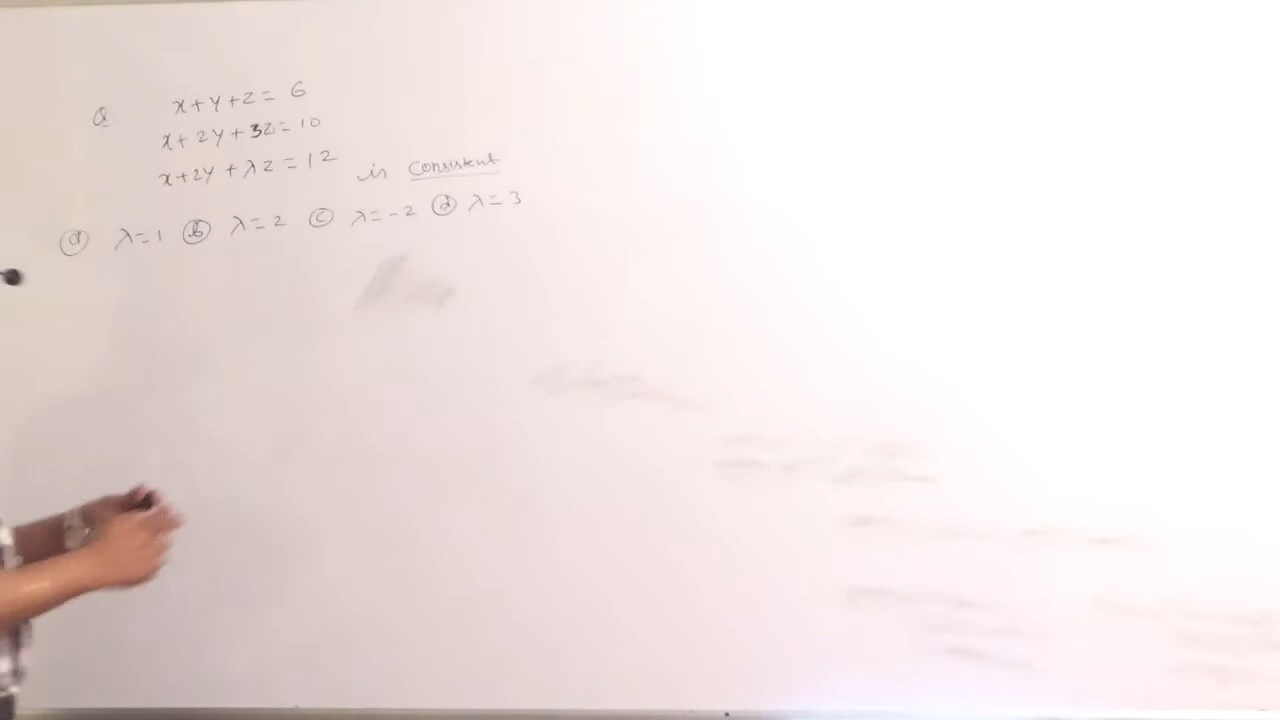 Q x+y+z= 6
x+2y+3z=10
x+2y+λz=12 is Consistent
ⓐ λ=1 ⓑ λ=2 ⓒ λ=-2 ⓓ λ=3